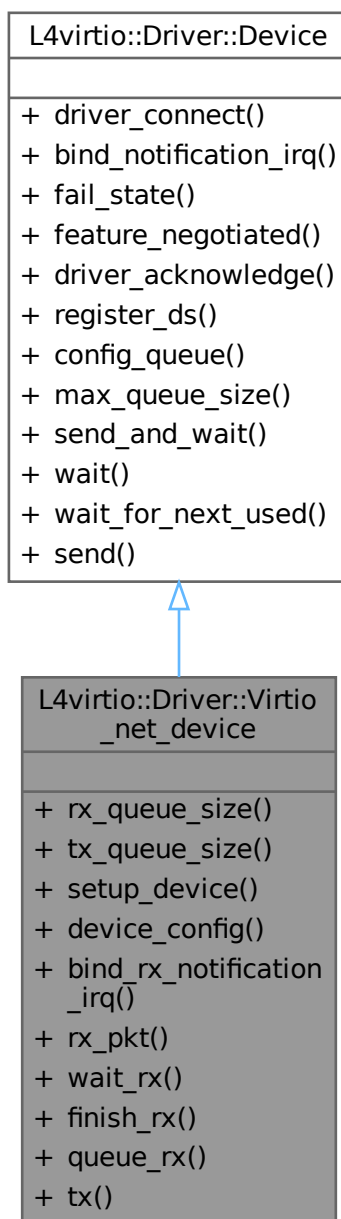 L4virtio::Driver::Device
+ driver_connect()
+ bind_notification_irq()
+ fail_state()
+ feature_negotiated()
+ driver_acknowledge()
+ register_ds()
+ config_queue()
+ max_queue_size()
+ send_and_wait()
+ wait()
+ wait_for_next_used()
+ send()
L4virtio::Driver::Virtio
_net_device
+ rx_queue_size()
+ tx_queue_size()
+ setup_device()
+ device_config()
+ bind_rx_notification
_irq()
+ rx_pkt()
+ wait_rx()
+ finish_rx()
+ queue_rx()
+ tx()